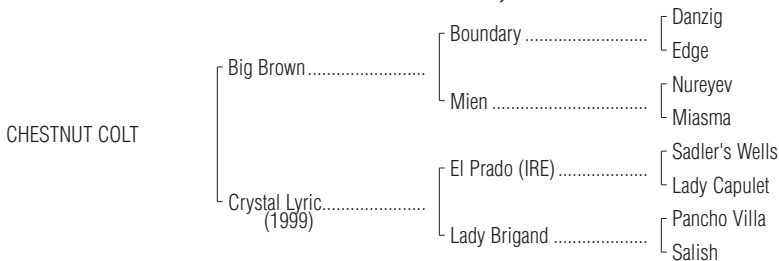 Danzig
Boundary ..............................
Edge
Big Brown............................
Nureyev
Mien ......................................
Miasma
CHESTNUT COLT
Sadler's Wells
El Prado (IRE) ......................
Lady Capulet
Crystal Lyric.........................
(1999)
Pancho Villa
Lady Brigand .......................
Salish